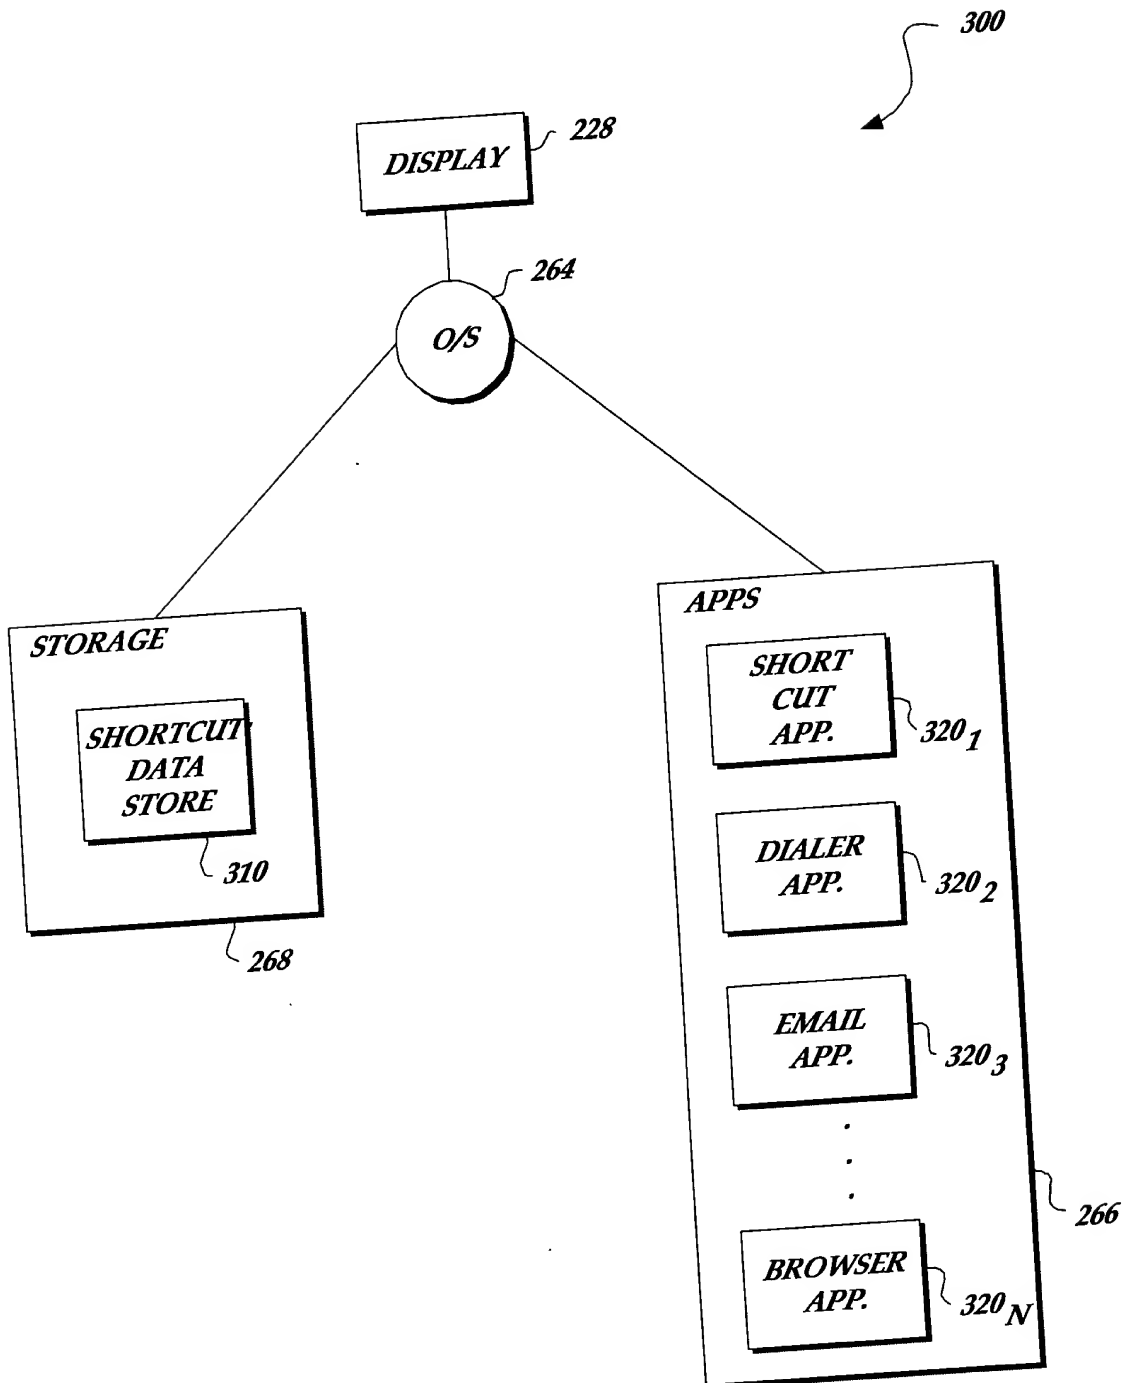 300
DISPLAY
228
264
O/S
STORAGE
SHORTCUT
DATA
STORE
310
268
APPS
SHORT
CUT
APP.
320 1
DIALER
APP.
320 2
EMAIL
APP.
320 3
.
.
.
266
BROWSER
APP.
320 N